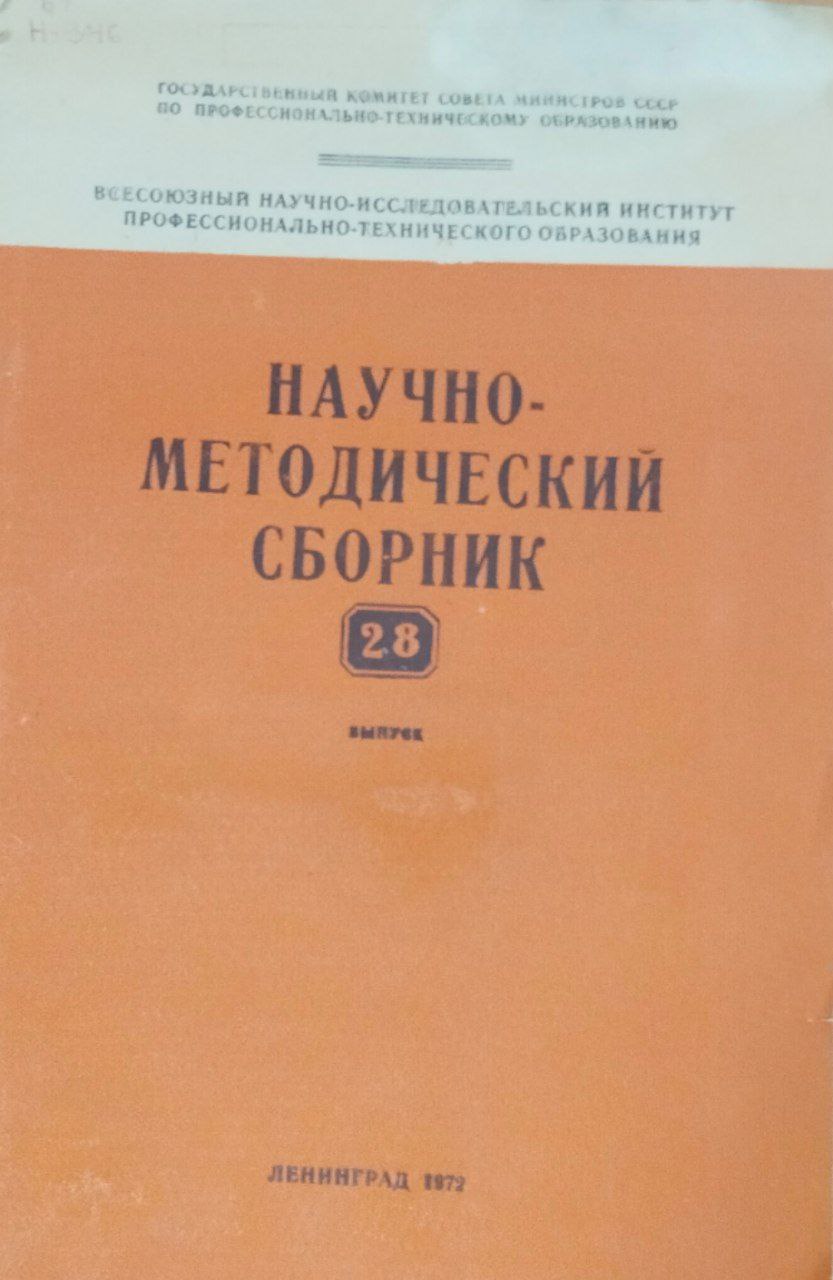 Н-346
ГОСУДАРСТВЕННЫЙ КОМИТЕТ СОВЕТА МИНИСТРОВ СССР
ПО ПРОФЕССИОНАЛЬНО-ТЕХНИЧЕСКОМУ ОБРАЗОВАНИЮ
ВСЕСОЮЗНЫЙ НАУЧНО-ИССЛЕДОВАТЕЛЬСКИЙ ИНСТИТУТ
ПРОФЕССИОНАЛЬНО-ТЕХНИЧЕСКОГО ОБРАЗОВАНИЯ
НАУЧНО-
МЕТОДИЧЕСКИЙ
СБОРНИК
28
ВЫПУСК
ЛЕНИНГРАД 1972